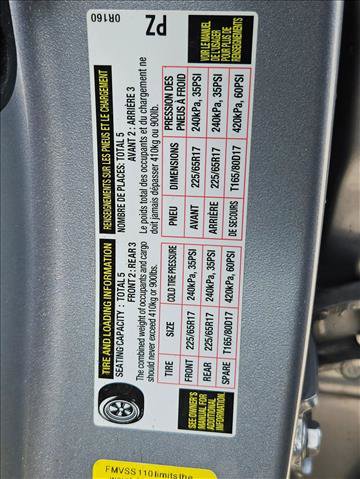 TIRE AND LOADING INFORMATION
SEATING CAPACITY : TOTAL 5
FRONT 2 : REAR 3
The combined weight of occupants and cargo
should never exceed 410kg or 900lbs.
TIRE SIZE COLD TIRE PRESSURE
FRONT 225/65R17 240kPa, 35PSI
REAR 225/65R17 240kPa, 35PSI
SPARE T165/80D17 420kPa, 60PSI
SEE OWNER'S
MANUAL FOR
ADDITIONAL
INFORMATION
RENSEIGNEMENTS SUR LES PNEUS ET LE CHARGEMENT
NOMBRE DE PLACES: TOTAL 5
AVANT 2 : ARRIÈRE 3
Le poids total des occupants et du chargement ne
doit jamais dépasser 410kg ou 900lb.
PNEU DIMENSIONS PRESSION DES
PNEUS À FROID
AVANT 225/65R17 240kPa, 35PSI
ARRIÈRE 225/65R17 240kPa, 35PSI
DE SECOURS T165/80D17 420kPa, 60PSI
VOIR LE MANUEL
DE L'USAGER
POUR PLUS DE
RENSEIGNEMENTS
0R160
PZ
FMVSS 110 limits the